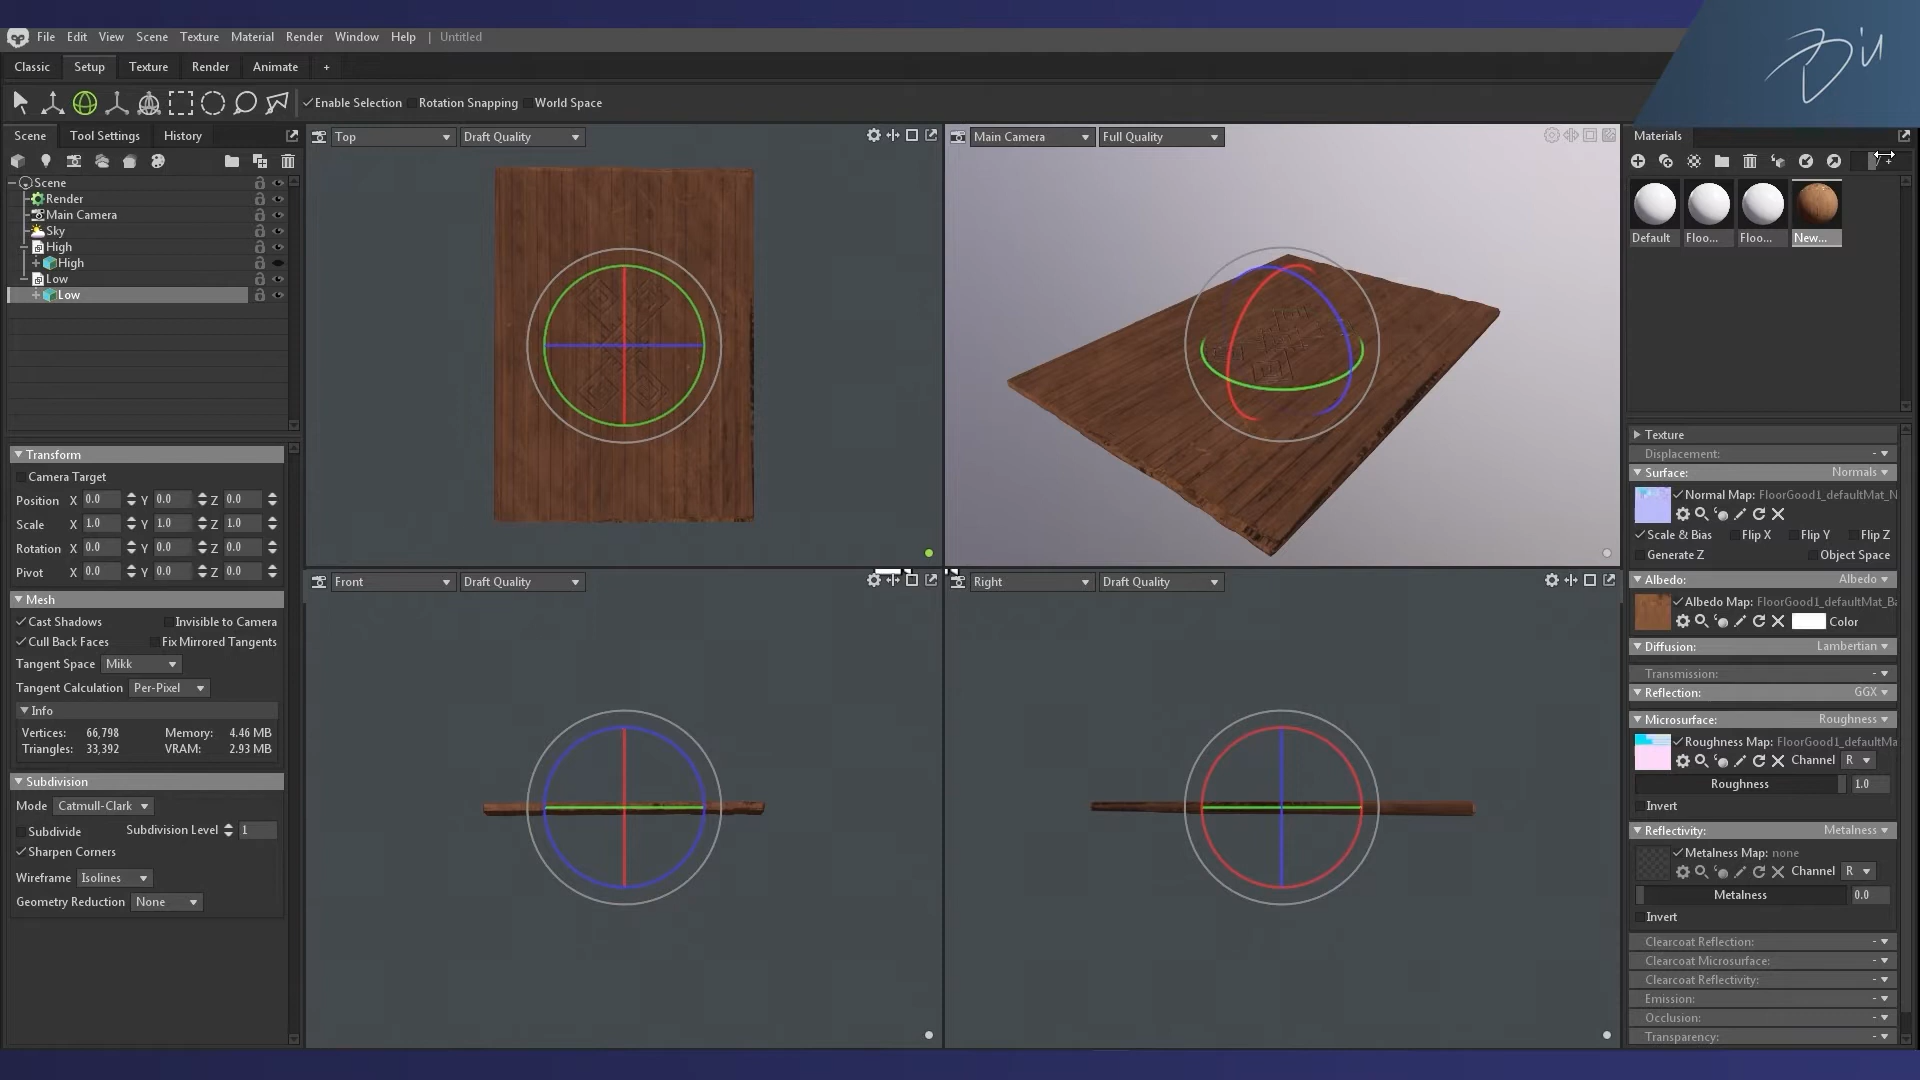 File Edit View Scene Texture Material Render Window Help | Untitled
Classic Setup Texture Render Animate +
Enable Selection Rotation Snapping World Space
Scene Tool Settings History
Top Draft Quality
Main Camera Full Quality
Materials
Scene
Render
Main Camera
Sky
High
High
Low
Low
Default Floo... Floo... New...
Transform
Camera Target
Position X 0.0 Y 0.0 Z 0.0
Scale X 1.0 Y 1.0 Z 1.0
Rotation X 0.0 Y 0.0 Z 0.0
Pivot X 0.0 Y 0.0 Z 0.0
Mesh
Cast Shadows Invisible to Camera
Cull Back Faces Fix Mirrored Tangents
Tangent Space Mikk
Tangent Calculation Per-Pixel
Info
Vertices: 66,798 Memory: 4.46 MB
Triangles: 33,392 VRAM: 2.93 MB
Subdivision
Mode Catmull-Clark
Subdivide Subdivision Level 1
Sharpen Corners
Wireframe Isolines
Geometry Reduction None
Front Draft Quality
Right Draft Quality
Texture
Displacement: -
Surface: Normals
Normal Map: FloorGood1_defaultMat_N
Scale & Bias Flip X Flip Y Flip Z
Generate Z Object Space
Albedo: Albedo
Albedo Map: FloorGood1_defaultMat_Ba
Color
Diffusion: Lambertian
Transmission: -
Reflection: GGX
Microsurface: Roughness
Roughness Map: FloorGood1_defaultMa
Channel R
Roughness 1.0
Invert
Reflectivity: Metalness
Metalness Map: none
Channel R
Metalness 0.0
Invert
Clearcoat Reflection: -
Clearcoat Microsurface: -
Clearcoat Reflectivity: -
Emission: -
Occlusion: -
Transparency: -